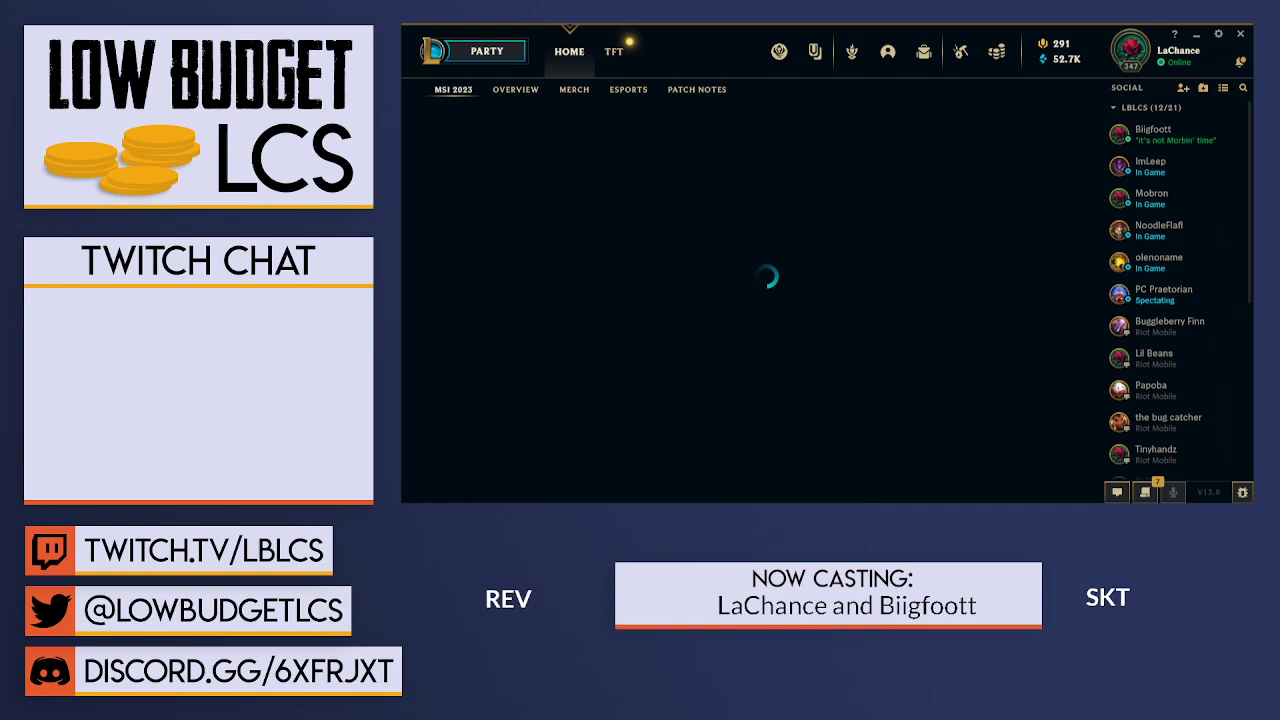 LOW BUDGET
LCS
TWITCH CHAT
TWITCH.TV/LBLCS
@LOWBUDGETLCS
DISCORD.GG/6XFRJXT
PARTY
HOME
TFT
291
52.7K
347
LaChance
Online
MSI 2023
OVERVIEW
MERCH
ESPORTS
PATCH NOTES
SOCIAL
LBLCS (12/21)
Biigfoott
"it's not Morbin' time"
ImLeep
In Game
Mobron
In Game
NoodleFlafl
In Game
olenoname
In Game
PC Praetorian
Spectating
Buggleberry Finn
Riot Mobile
Lil Beans
Riot Mobile
Papoba
Riot Mobile
the bug catcher
Riot Mobile
Tinyhandz
Riot Mobile
7
V13.0
REV
NOW CASTING:
LaChance and Biigfoott
SKT